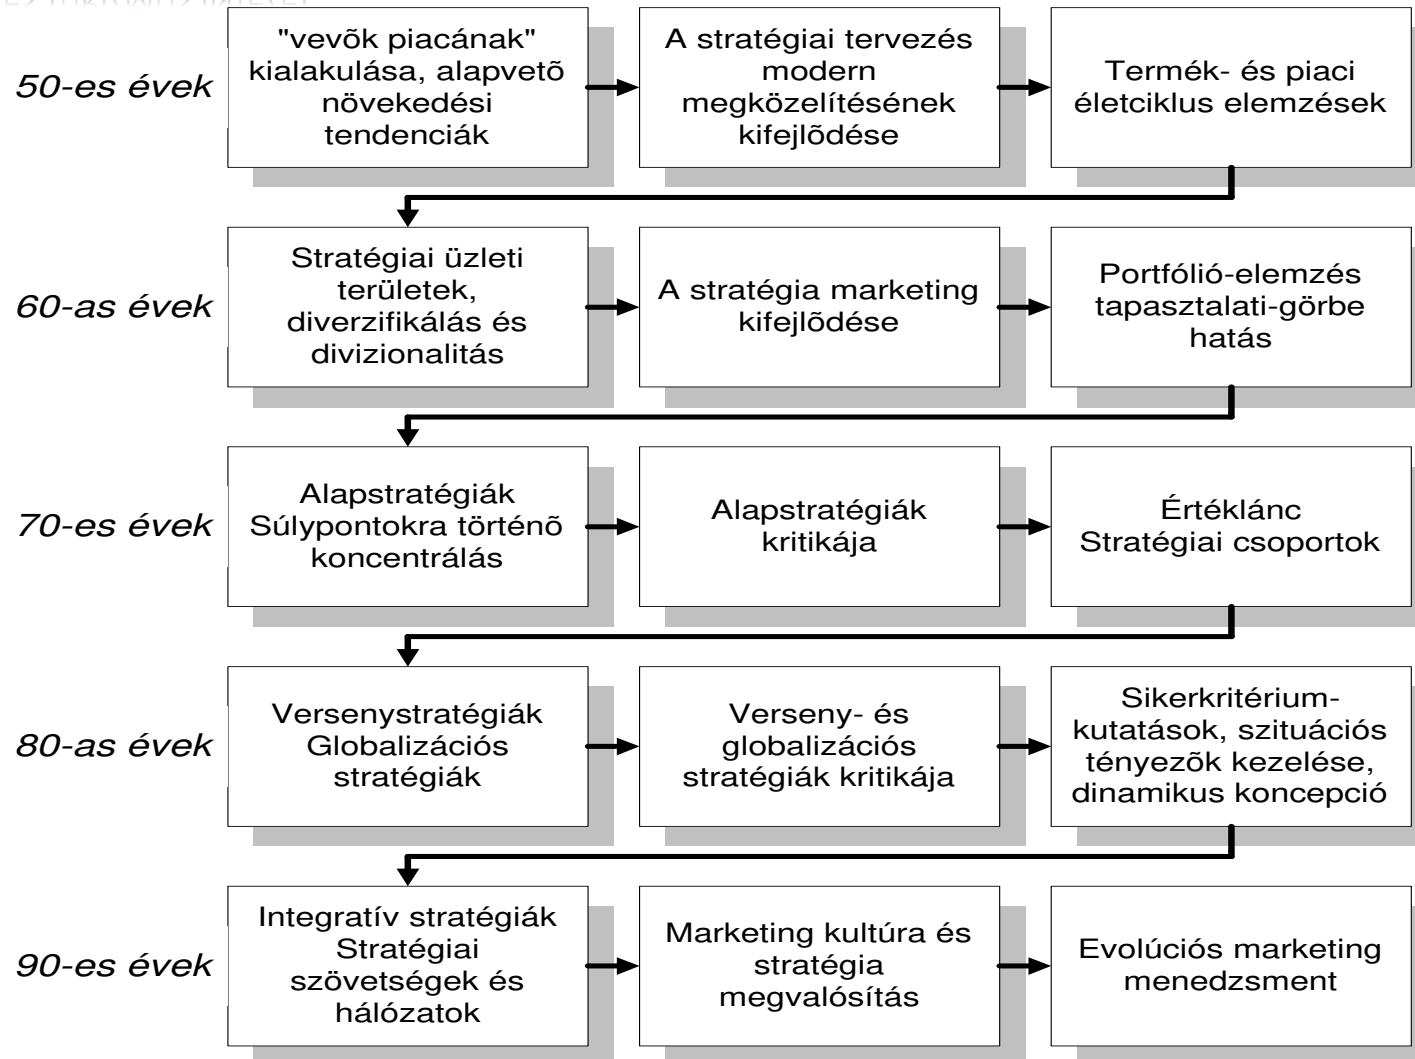 50-es évek
"vevõk piacának"
kialakulása, alapvetõ
növekedési
tendenciák
A stratégiai tervezés
modern
megközelítésének
kifejlõdése
Termék- és piaci
életciklus elemzések
60-as évek
Stratégiai üzleti
területek,
diverzifikálás és
divizionalitás
A stratégia marketing
kifejlõdése
Portfólió-elemzés
tapasztalati-görbe
hatás
70-es évek
Alapstratégiák
Súlypontokra történõ
koncentrálás
Alapstratégiák
kritikája
Értéklánc
Stratégiai csoportok
80-as évek
Versenystratégiák
Globalizációs
stratégiák
Verseny- és
globalizációs
stratégiák kritikája
Sikerkritérium-
kutatások, szituációs
tényezõk kezelése,
dinamikus koncepció
90-es évek
Integratív stratégiák
Stratégiai
szövetségek és
hálózatok
Marketing kultúra és
stratégia
megvalósítás
Evolúciós marketing
menedzsment